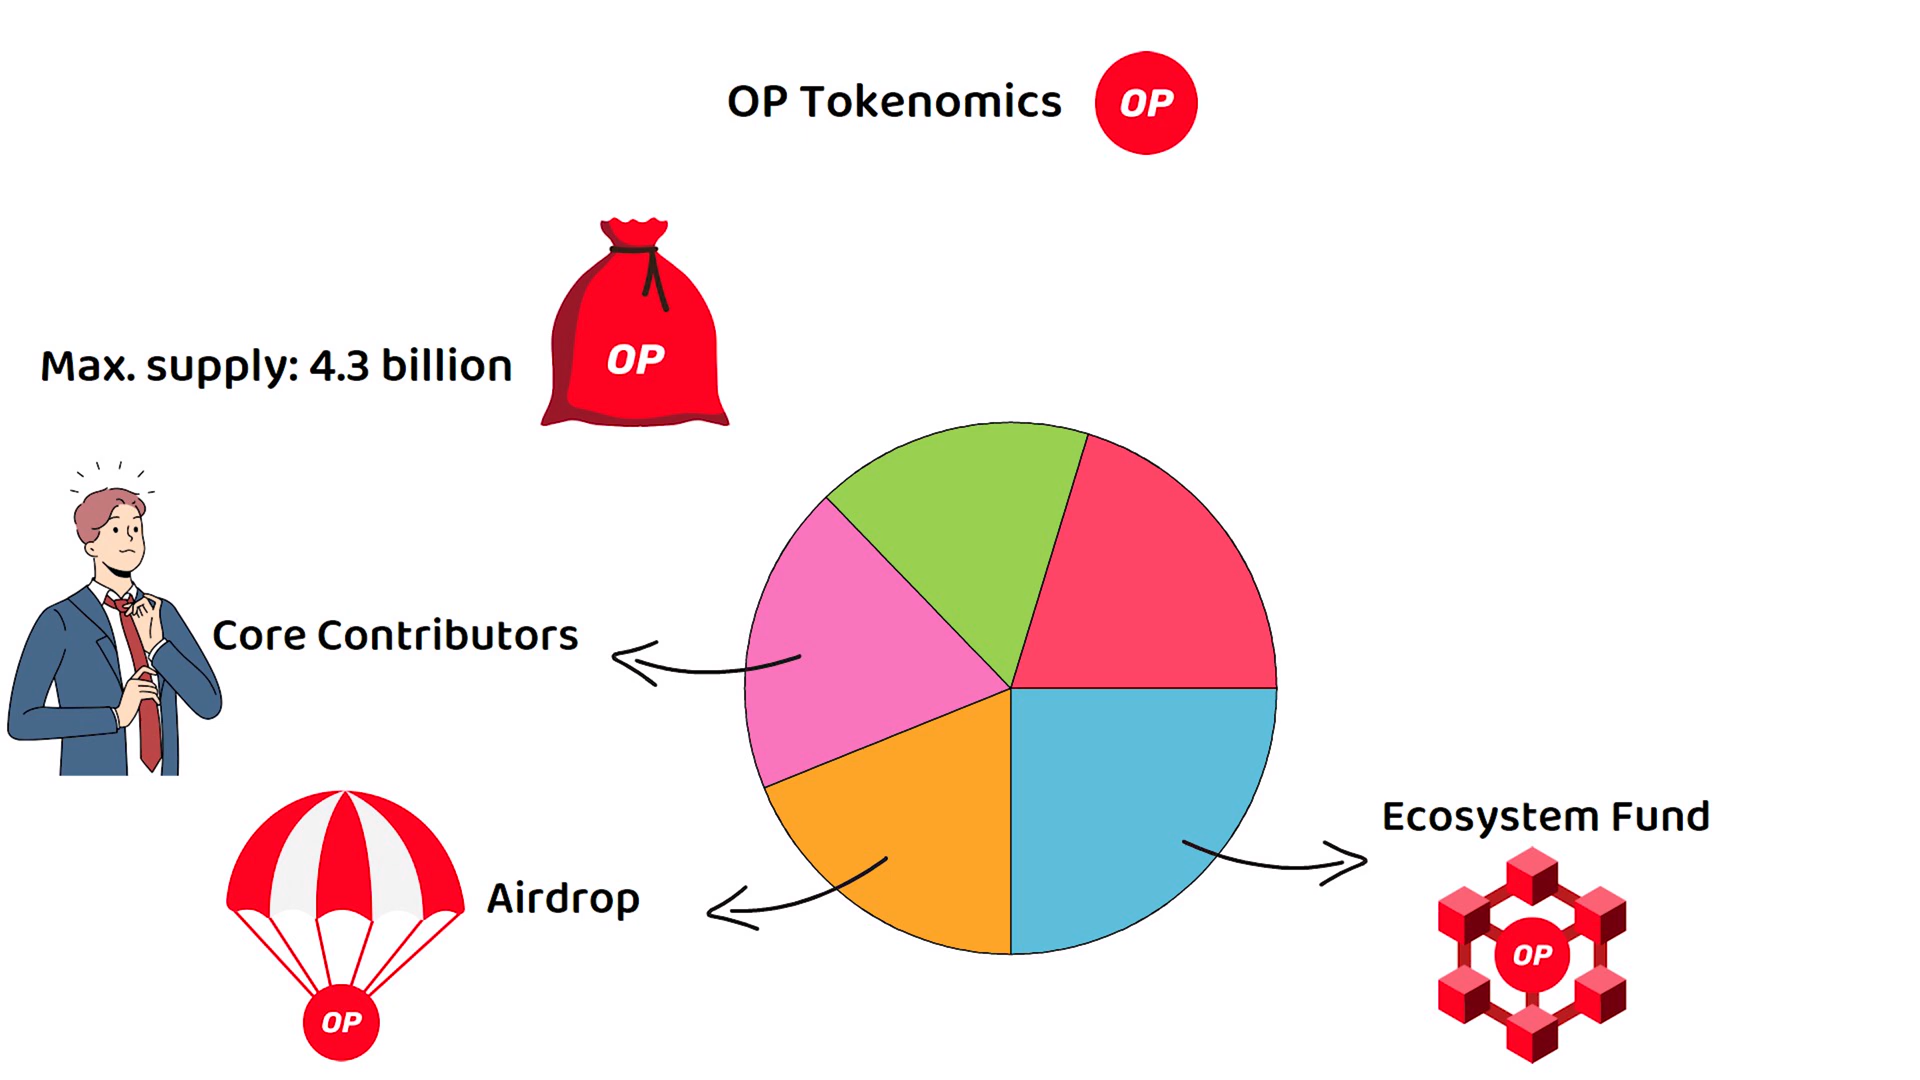 OP Tokenomics
OP
OP
Max. supply: 4.3 billion
Core Contributors
Airdrop
OP
Ecosystem Fund
OP